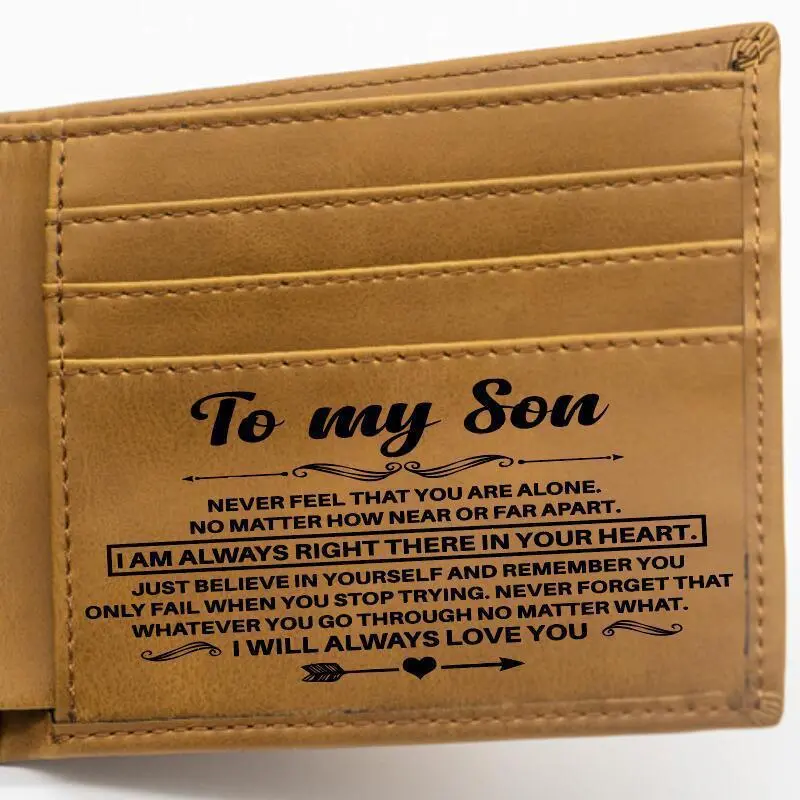 To my Son
NEVER FEEL THAT YOU ARE ALONE.
NO MATTER HOW NEAR OR FAR APART.
I AM ALWAYS RIGHT THERE IN YOUR HEART.
JUST BELIEVE IN YOURSELF AND REMEMBER YOU
ONLY FAIL WHEN YOU STOP TRYING. NEVER FORGET THAT
WHATEVER YOU GO THROUGH NO MATTER WHAT.
I WILL ALWAYS LOVE YOU